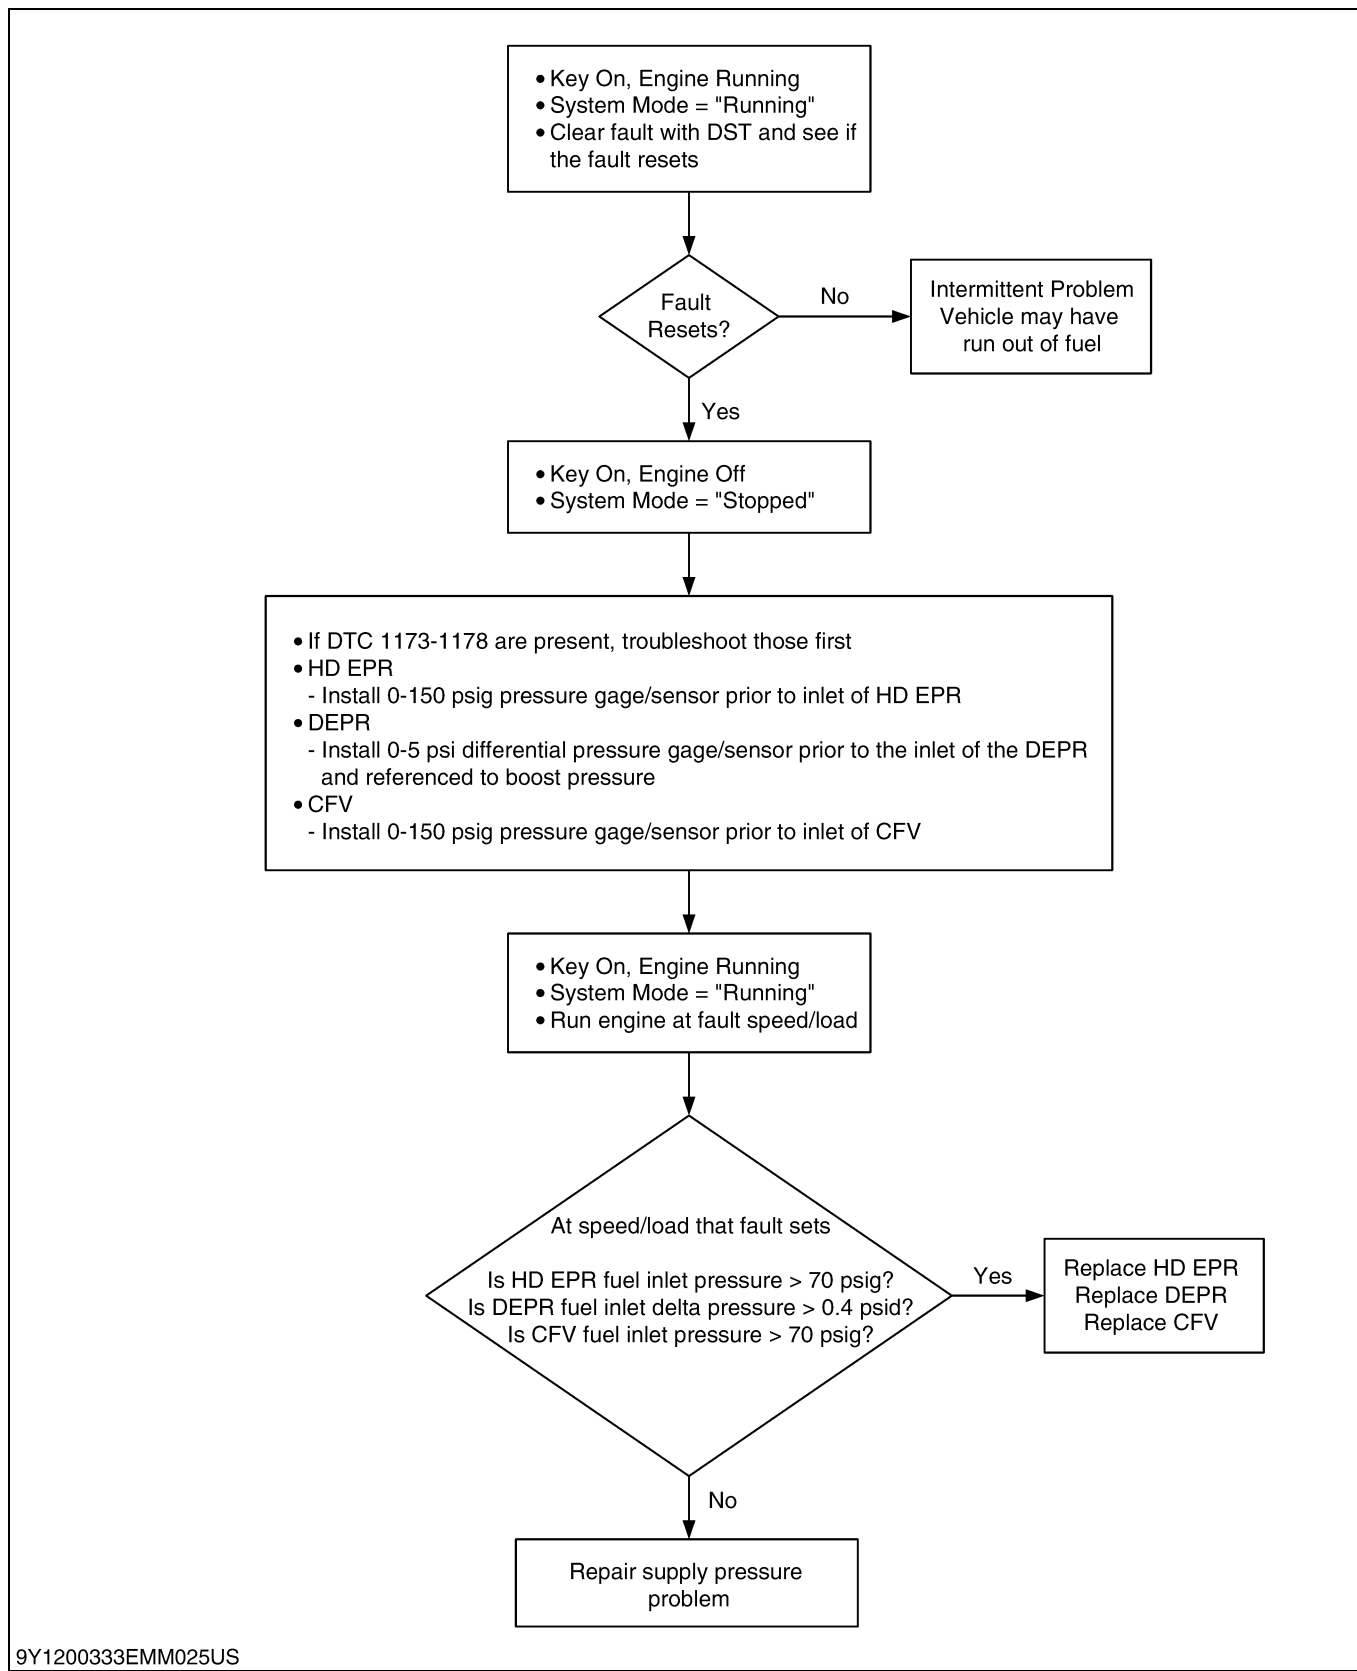 • Key On, Engine Running
• System Mode = "Running"
• Clear fault with DST and see if
the fault resets
Fault
Resets?
No
Intermittent Problem
Vehicle may have
run out of fuel
Yes
• Key On, Engine Off
• System Mode = "Stopped"
• If DTC 1173-1178 are present, troubleshoot those first
• HD EPR
- Install 0-150 psig pressure gage/sensor prior to inlet of HD EPR
• DEPR
- Install 0-5 psi differential pressure gage/sensor prior to the inlet of the DEPR
and referenced to boost pressure
• CFV
- Install 0-150 psig pressure gage/sensor prior to inlet of CFV
• Key On, Engine Running
• System Mode = "Running"
• Run engine at fault speed/load
At speed/load that fault sets
Is HD EPR fuel inlet pressure > 70 psig?
Is DEPR fuel inlet delta pressure > 0.4 psid?
Is CFV fuel inlet pressure > 70 psig?
Yes
Replace HD EPR
Replace DEPR
Replace CFV
No
Repair supply pressure
problem
9Y1200333EMM025US